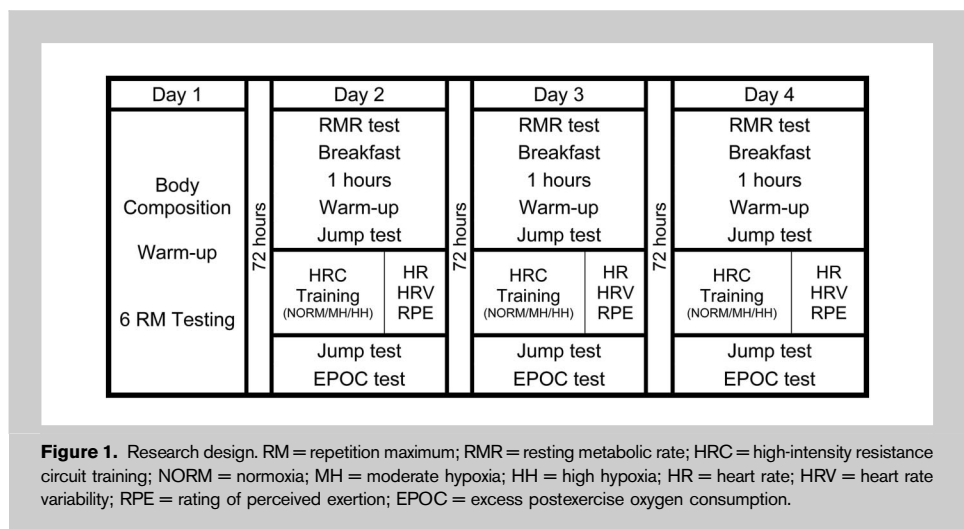 Day 1
Body
Composition
Warm-up
6 RM Testing
72 hours
Day 2
RMR test
Breakfast
1 hours
Warm-up
Jump test
HRC
Training
(NORM/MH/HH)
HR
HRV
RPE
Jump test
EPOC test
72 hours
Day 3
RMR test
Breakfast
1 hours
Warm-up
Jump test
HRC
Training
(NORM/MH/HH)
HR
HRV
RPE
Jump test
EPOC test
72 hours
Day 4
RMR test
Breakfast
1 hours
Warm-up
Jump test
HRC
Training
(NORM/MH/HH)
HR
HRV
RPE
Jump test
EPOC test
Figure 1. Research design. RM = repetition maximum; RMR = resting metabolic rate; HRC = high-intensity resistance
circuit training; NORM = normoxia; MH = moderate hypoxia; HH = high hypoxia; HR = heart rate; HRV = heart rate
variability; RPE = rating of perceived exertion; EPOC = excess postexercise oxygen consumption.